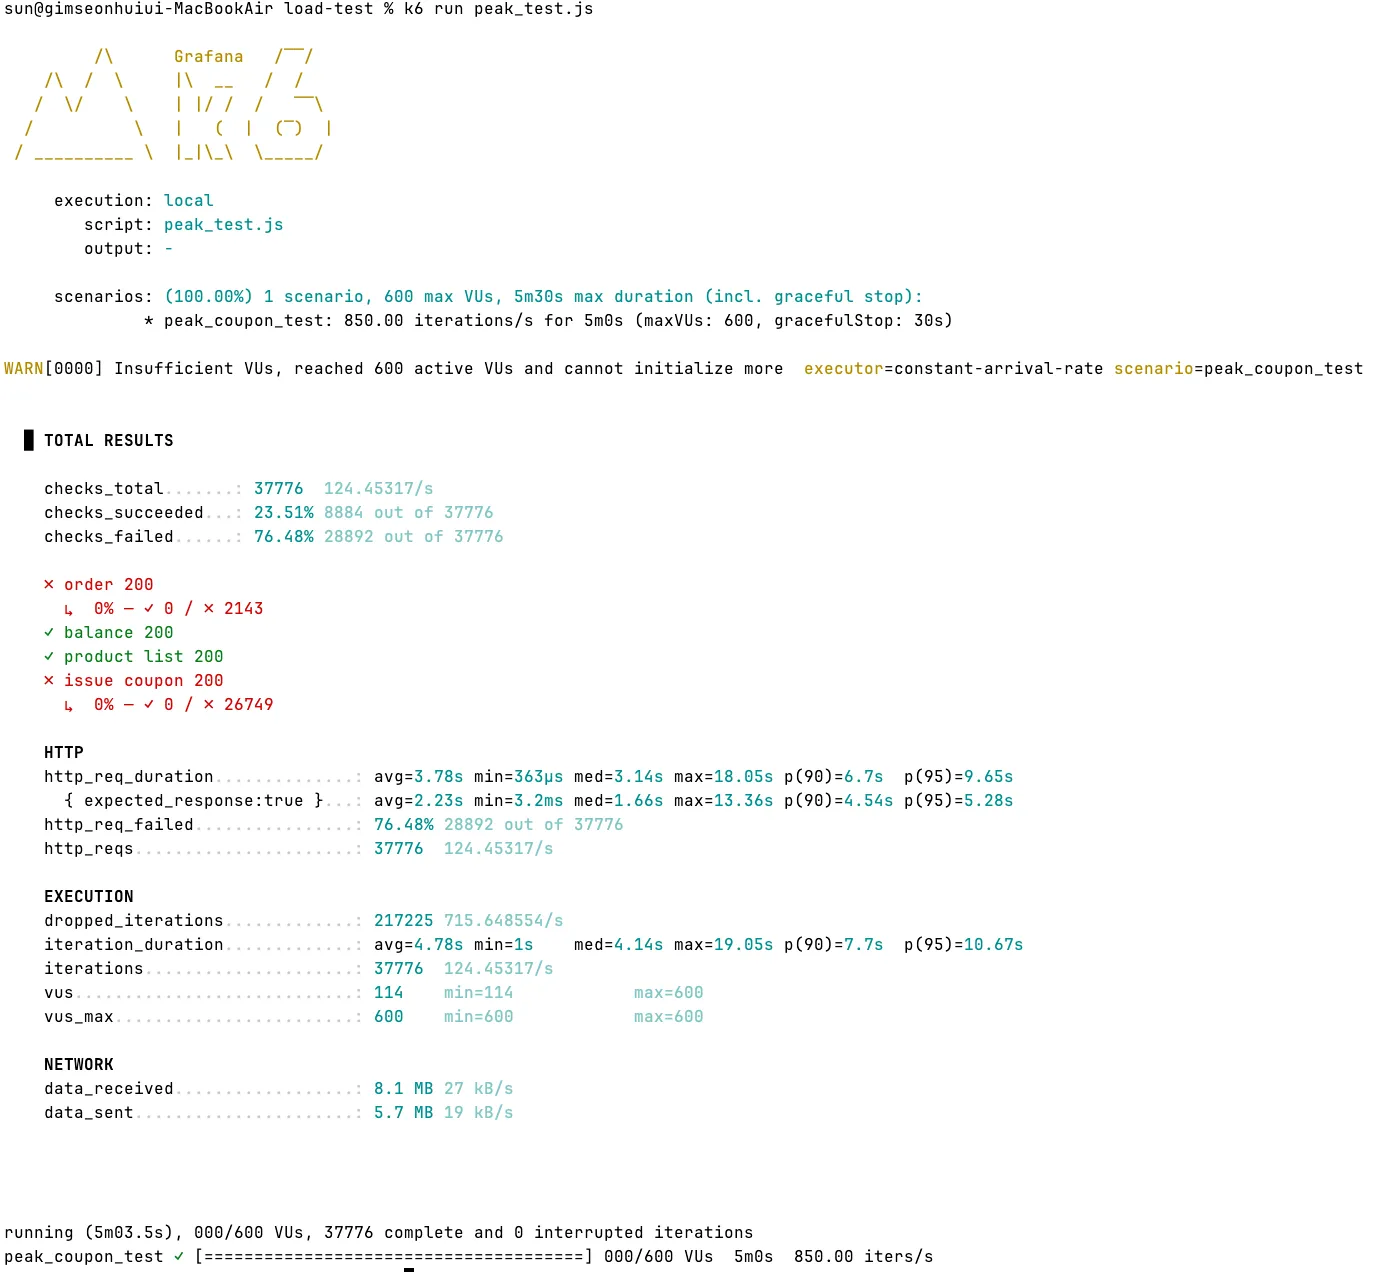 sun@gimseonhuiui-MacBookAir load-test % k6 run peak_test.js
         /\      Grafana   /‾‾/
    /\  /  \     |\  __   /  /
   /  \/    \    | |/ /  /   ‾‾\
  /          \   |   (  |  (‾)  |
 / __________ \  |_|\_\  \_____/
     execution: local
        script: peak_test.js
        output: -
     scenarios: (100.00%) 1 scenario, 600 max VUs, 5m30s max duration (incl. graceful stop):
              * peak_coupon_test: 850.00 iterations/s for 5m0s (maxVUs: 600, gracefulStop: 30s)
WARN[0000] Insufficient VUs, reached 600 active VUs and cannot initialize more  executor=constant-arrival-rate scenario=peak_coupon_test
  █ TOTAL RESULTS
    checks_total.......: 37776  124.45317/s
    checks_succeeded...: 23.51% 8884 out of 37776
    checks_failed......: 76.48% 28892 out of 37776
    ✗ order 200
      ↳  0% — ✓ 0 / ✗ 2143
    ✓ balance 200
    ✓ product list 200
    ✗ issue coupon 200
      ↳  0% — ✓ 0 / ✗ 26749
    HTTP
    http_req_duration..............: avg=3.78s min=363µs med=3.14s max=18.05s p(90)=6.7s  p(95)=9.65s
      { expected_response:true }...: avg=2.23s min=3.2ms med=1.66s max=13.36s p(90)=4.54s p(95)=5.28s
    http_req_failed................: 76.48% 28892 out of 37776
    http_reqs......................: 37776  124.45317/s
    EXECUTION
    dropped_iterations.............: 217225 715.648554/s
    iteration_duration.............: avg=4.78s min=1s    med=4.14s max=19.05s p(90)=7.7s  p(95)=10.67s
    iterations.....................: 37776  124.45317/s
    vus............................: 114    min=114            max=600
    vus_max........................: 600    min=600            max=600
    NETWORK
    data_received..................: 8.1 MB 27 kB/s
    data_sent......................: 5.7 MB 19 kB/s
running (5m03.5s), 000/600 VUs, 37776 complete and 0 interrupted iterations
peak_coupon_test ✓ [======================================] 000/600 VUs  5m0s  850.00 iters/s